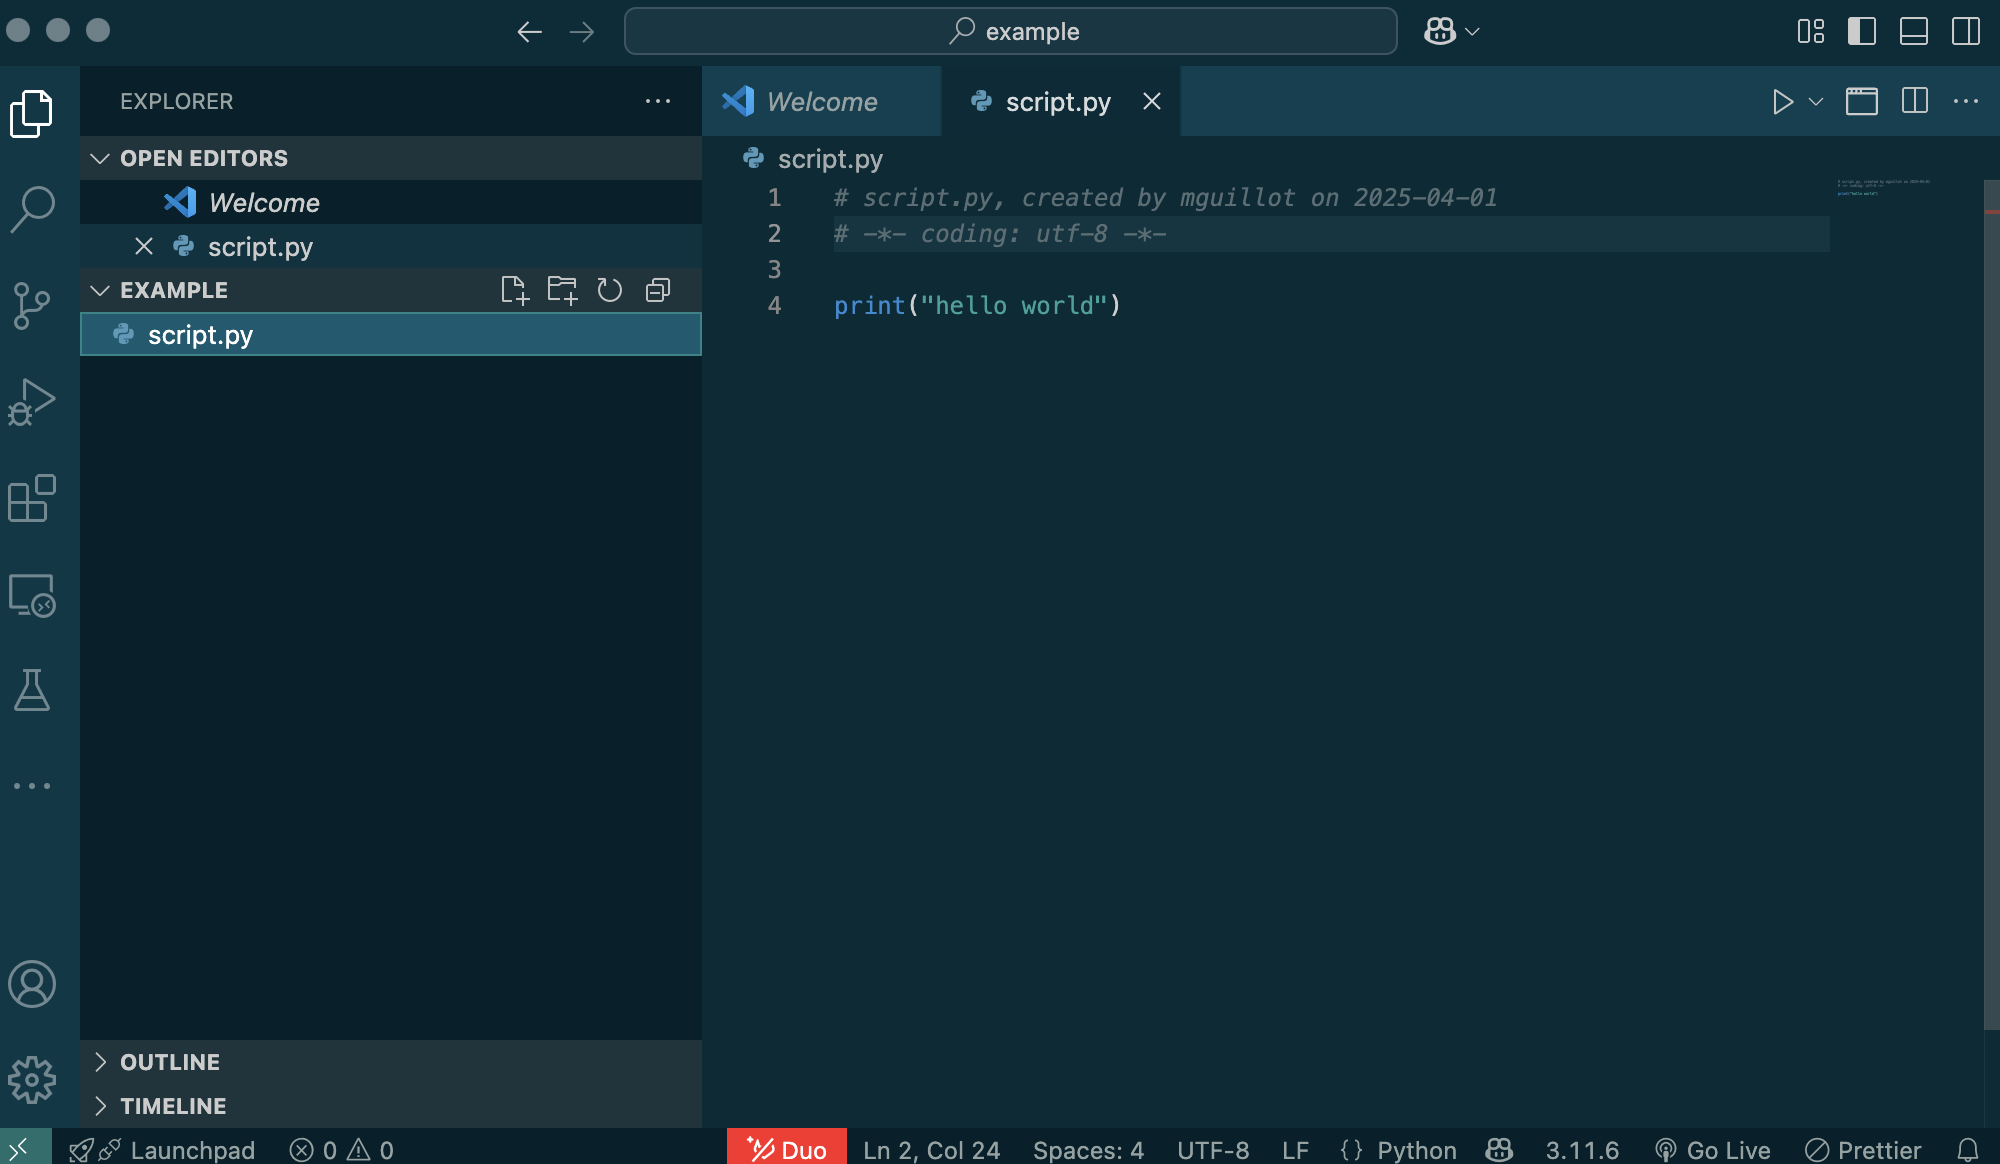 example
EXPLORER
Welcome
script.py
OPEN EDITORS
Welcome
script.py
EXAMPLE
script.py
script.py
1 # script.py, created by mguillot on 2025-04-01
2 # -*- coding: utf-8 -*-
3
4 print("hello world")
OUTLINE
TIMELINE
Launchpad 0 0 Duo Ln 2, Col 24 Spaces: 4 UTF-8 LF {} Python 3.11.6 Go Live Prettier